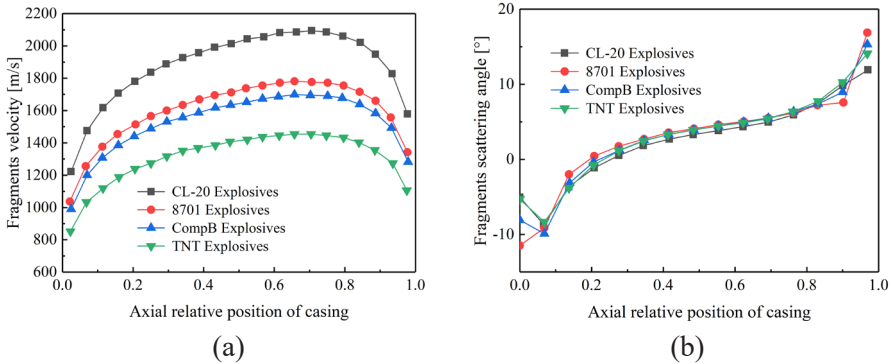 2200
2000
1800
1600
1400
1200
1000
800
600
Fragments velocity [m/s]
CL-20 Explosives
8701 Explosives
CompB Explosives
TNT Explosives
0.0 0.2 0.4 0.6 0.8 1.0
Axial relative position of casing
(a)
20
10
0
-10
-20
Fragments scattering angle [°]
CL-20 Explosives
8701 Explosives
CompB Explosives
TNT Explosives
0.0 0.2 0.4 0.6 0.8 1.0
Axial relative position of casing
(b)